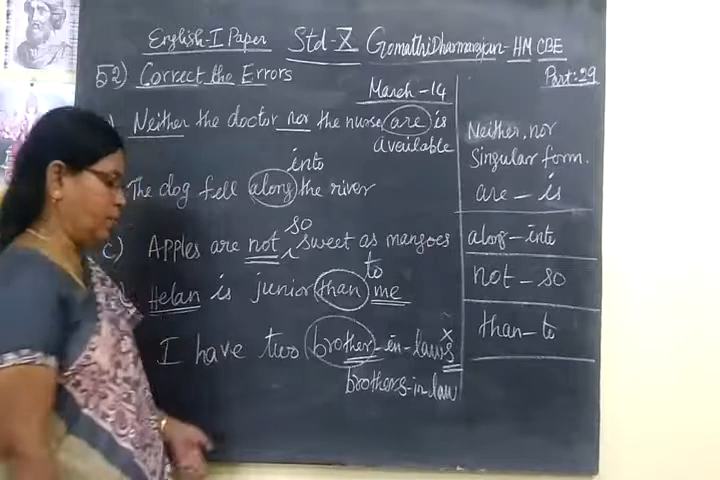 English-I Paper Std-X GomathiDharmarajan-HM CBE
52) Correct the Errors Part:29
March-14
Neither the doctor nor the nurse are is
available
into
The dog fell along the river
so
c) Apples are not sweet as mangoes
to
Helan is junior than me
x
I have two brother-in-laws
brothers-in law
Neither, nor
Singular form.
are - is
along - into
not - so
than - to